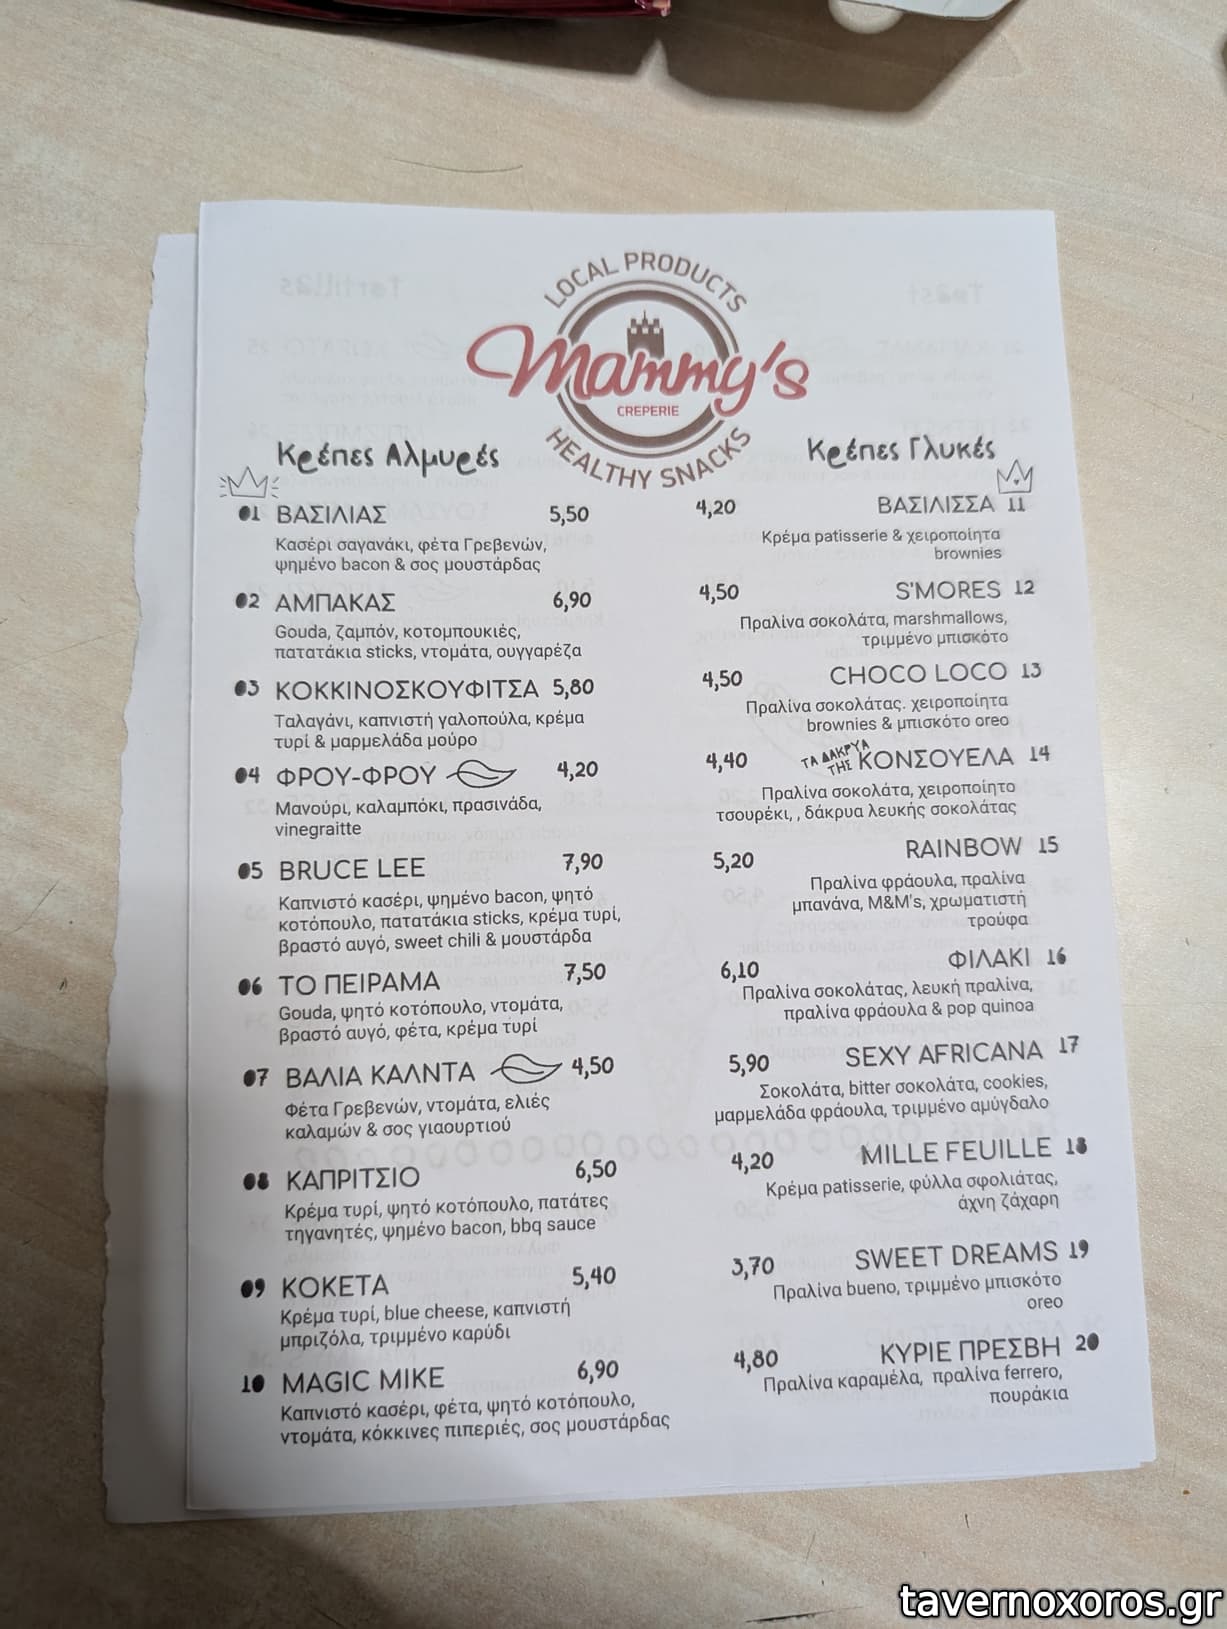 LOCAL PRODUCTS
Mammy's
CREPERIE
HEALTHY SNACKS
Κρέπες Αλμυρές
01 ΒΑΣΙΛΙΑΣ 5,50
Κασέρι σαγανάκι, φέτα Γρεβενών,
ψημένο bacon & σος μουστάρδας
02 ΑΜΠΑΚΑΣ 6,90
Gouda, ζαμπόν, κοτομπουκιές,
πατατάκια sticks, ντομάτα, ουγγαρέζα
03 ΚΟΚΚΙΝΟΣΚΟΥΦΙΤΣΑ 5,80
Ταλαγάνι, καπνιστή γαλοπούλα, κρέμα
τυρί & μαρμελάδα μούρο
04 ΦΡΟΥ-ΦΡΟΥ 4,20
Μανούρι, καλαμπόκι, πρασινάδα,
vinegraitte
05 BRUCE LEE 7,90
Καπνιστό κασέρι, ψημένο bacon, ψητό
κοτόπουλο, πατατάκια sticks, κρέμα τυρί,
βραστό αυγό, sweet chili & μουστάρδα
06 ΤΟ ΠΕΙΡΑΜΑ 7,50
Gouda, ψητό κοτόπουλο, ντομάτα,
βραστό αυγό, φέτα, κρέμα τυρί
07 ΒΑΛΙΑ ΚΑΛΝΤΑ 4,50
Φέτα Γρεβενών, ντομάτα, ελιές
καλαμών & σος γιαουρτιού
08 ΚΑΠΡΙΤΣΙΟ 6,50
Κρέμα τυρί, ψητό κοτόπουλο, πατάτες
τηγανητές, ψημένο bacon, bbq sauce
09 ΚΟΚΕΤΑ 5,40
Κρέμα τυρί, blue cheese, καπνιστή
μπριζόλα, τριμμένο καρύδι
10 MAGIC MIKE 6,90
Καπνιστό κασέρι, φέτα, ψητό κοτόπουλο,
ντομάτα, κόκκινες πιπεριές, σος μουστάρδας
Κρέπες Γλυκές
4,20 ΒΑΣΙΛΙΣΣΑ 11
Κρέμα patisserie & χειροποίητα
brownies
4,50 S'MORES 12
Πραλίνα σοκολάτα, marshmallows,
τριμμένο μπισκότο
4,50 CHOCO LOCO 13
Πραλίνα σοκολάτας. χειροποίητα
brownies & μπισκότο oreo
4,40 ΤΑ ΔΑΚΡΥΑ ΤΗΣ ΚΟΝΣΟΥΕΛΑ 14
Πραλίνα σοκολάτα, χειροποίητο
τσουρέκι, , δάκρυα λευκής σοκολάτας
5,20 RAINBOW 15
Πραλίνα φράουλα, πραλίνα
μπανάνα, M&M's, χρωματιστή
τρούφα
6,10 ΦΙΛΑΚΙ 16
Πραλίνα σοκολάτας, λευκή πραλίνα,
πραλίνα φράουλα & pop quinoa
5,90 SEXY AFRICANA 17
Σοκολάτα, bitter σοκολάτα, cookies,
μαρμελάδα φράουλα, τριμμένο αμύγδαλο
4,20 MILLE FEUILLE 18
Κρέμα patisserie, φύλλα σφολιάτας,
άχνη ζάχαρη
3,70 SWEET DREAMS 19
Πραλίνα bueno, τριμμένο μπισκότο
oreo
4,80 ΚΥΡΙΕ ΠΡΕΣΒΗ 20
Πραλίνα καραμέλα, πραλίνα ferrero,
πουράκια
tavernoxoros.gr